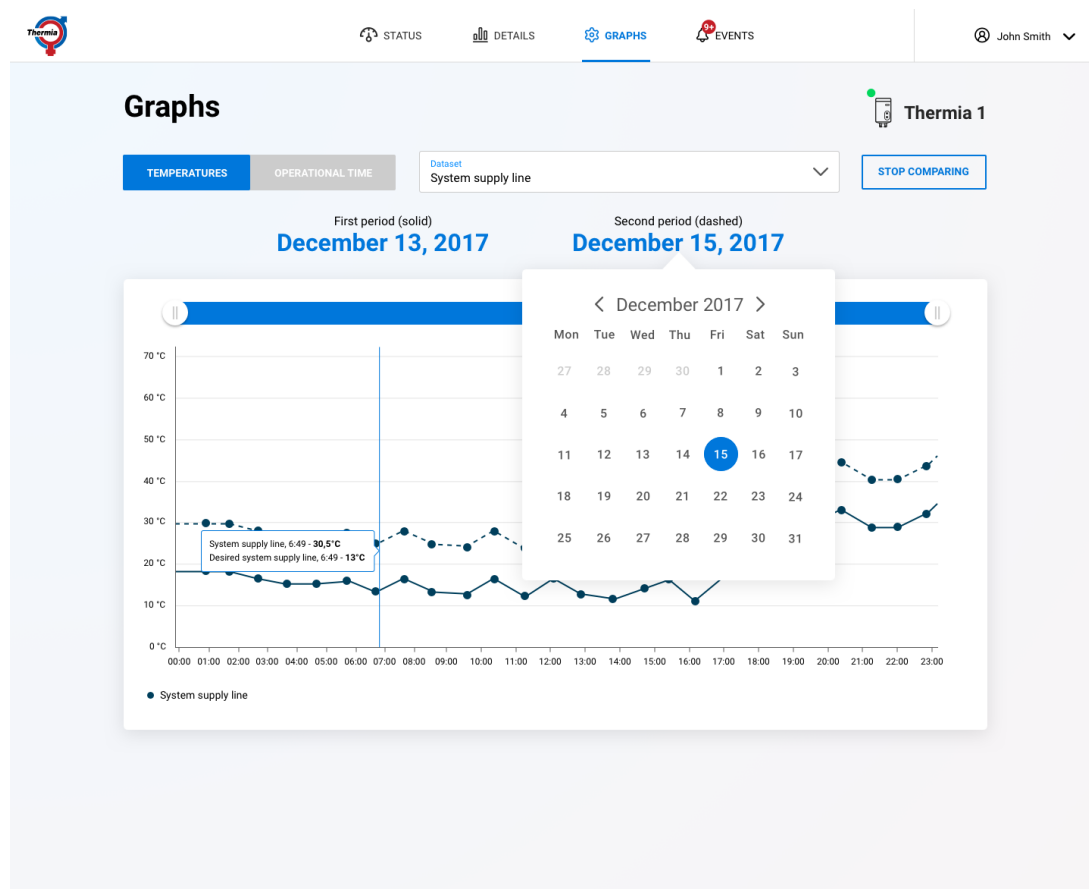 Thermia
STATUS
DETAILS
GRAPHS
9+
EVENTS
John Smith
Graphs
Thermia 1
TEMPERATURES
OPERATIONAL TIME
Dataset
System supply line
STOP COMPARING
First period (solid)
December 13, 2017
Second period (dashed)
December 15, 2017
December 2017
Mon Tue Wed Thu Fri Sat Sun
27 28 29 30 1 2 3
4 5 6 7 8 9 10
11 12 13 14 15 16 17
18 19 20 21 22 23 24
25 26 27 28 29 30 31
70 °C
60 °C
50 °C
40 °C
30 °C
20 °C
10 °C
0 °C
System supply line, 6:49 - 30,5°C
Desired system supply line, 6:49 - 13°C
00:00 01:00 02:00 03:00 04:00 05:00 06:00 07:00 08:00 09:00 10:00 11:00 12:00 13:00 14:00 15:00 16:00 17:00 18:00 19:00 20:00 21:00 22:00 23:00
System supply line